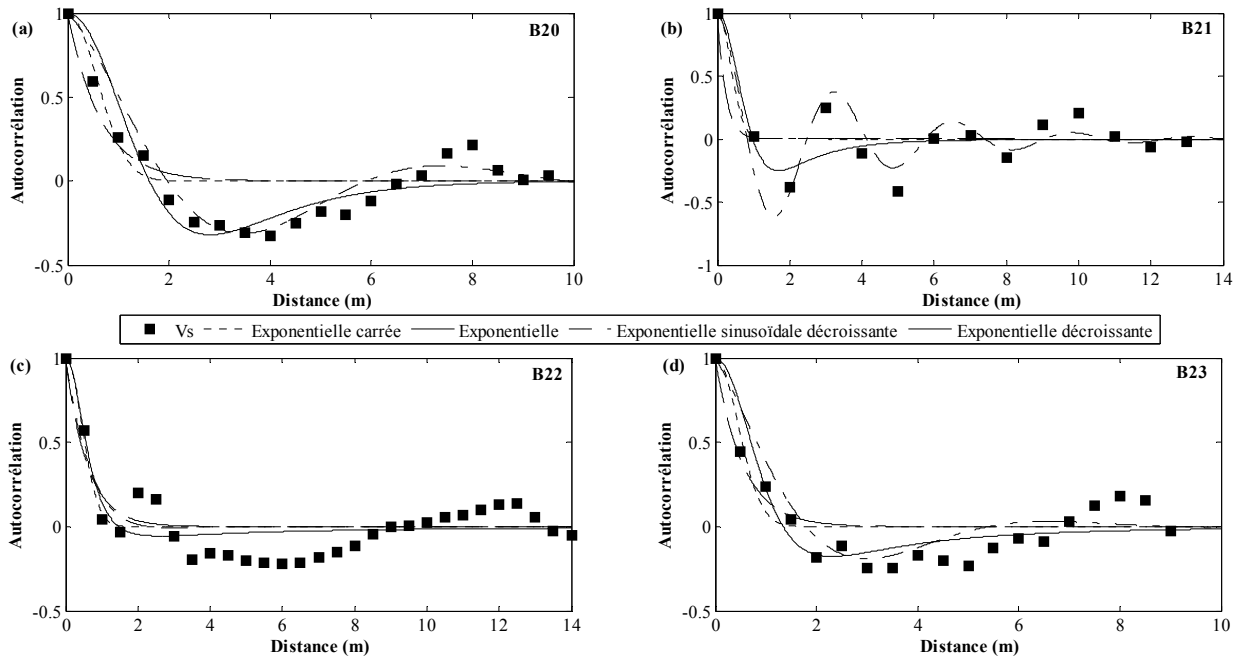 (a)
B20
1
0.5
0
-0.5
Autocorrélation
0 2 4 6 8 10
Distance (m)
(b)
B21
1
0.5
0
-0.5
-1
Autocorrélation
0 2 4 6 8 10 12 14
Distance (m)
Vs Exponentielle carrée Exponentielle Exponentielle sinusoïdale décroissante Exponentielle décroissante
(c)
B22
1
0.5
0
-0.5
Autocorrélation
0 2 4 6 8 10 12 14
Distance (m)
(d)
B23
1
0.5
0
-0.5
Autocorrélation
0 2 4 6 8 10
Distance (m)